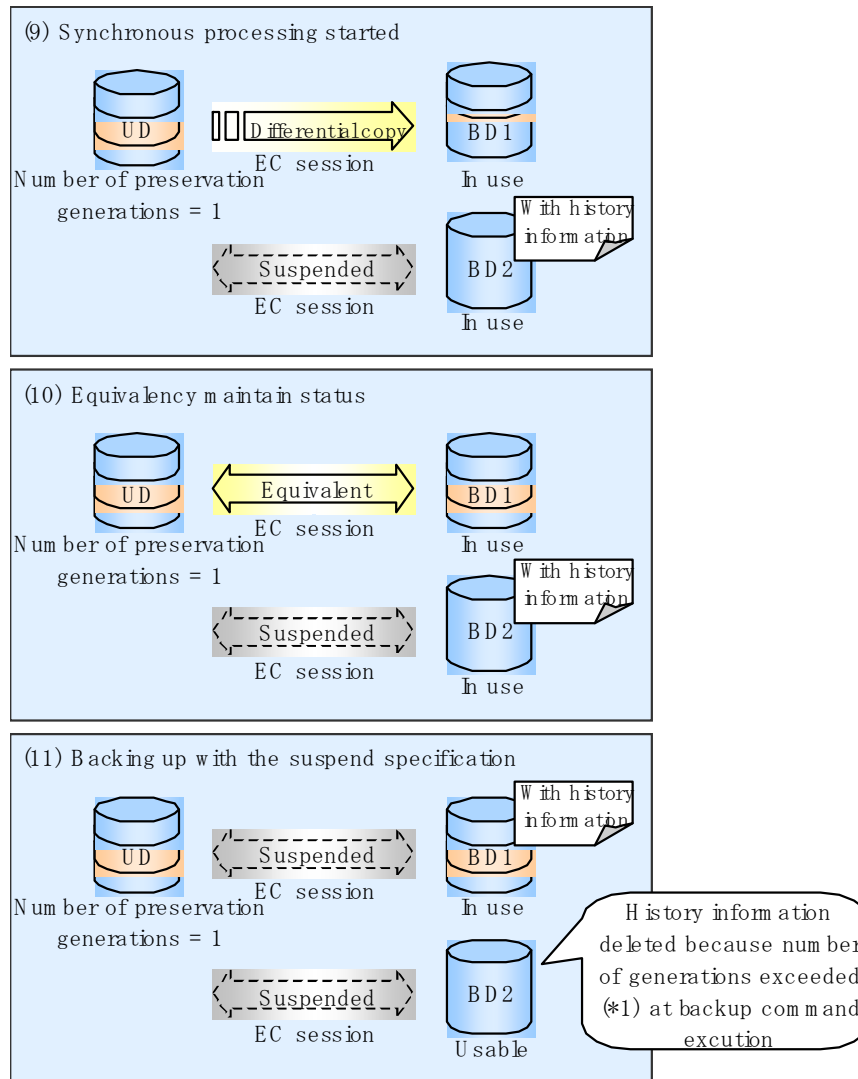 (9) Synchronous processing started
UD
Differential copy
BD1
EC session
Number of preservation
generations = 1
In use
With history
information
Suspended
BD2
EC session
In use
(10) Equivalency maintain status
UD
Equivalent
BD1
EC session
Number of preservation
generations = 1
In use
With history
information
Suspended
BD2
EC session
In use
(11) Backing up with the suspend specification
With history
information
UD
Suspended
BD1
EC session
Number of preservation
generations = 1
In use
History information
deleted because number
of generations exceeded
(*1) at backup command
excution
Suspended
BD2
EC session
Usable